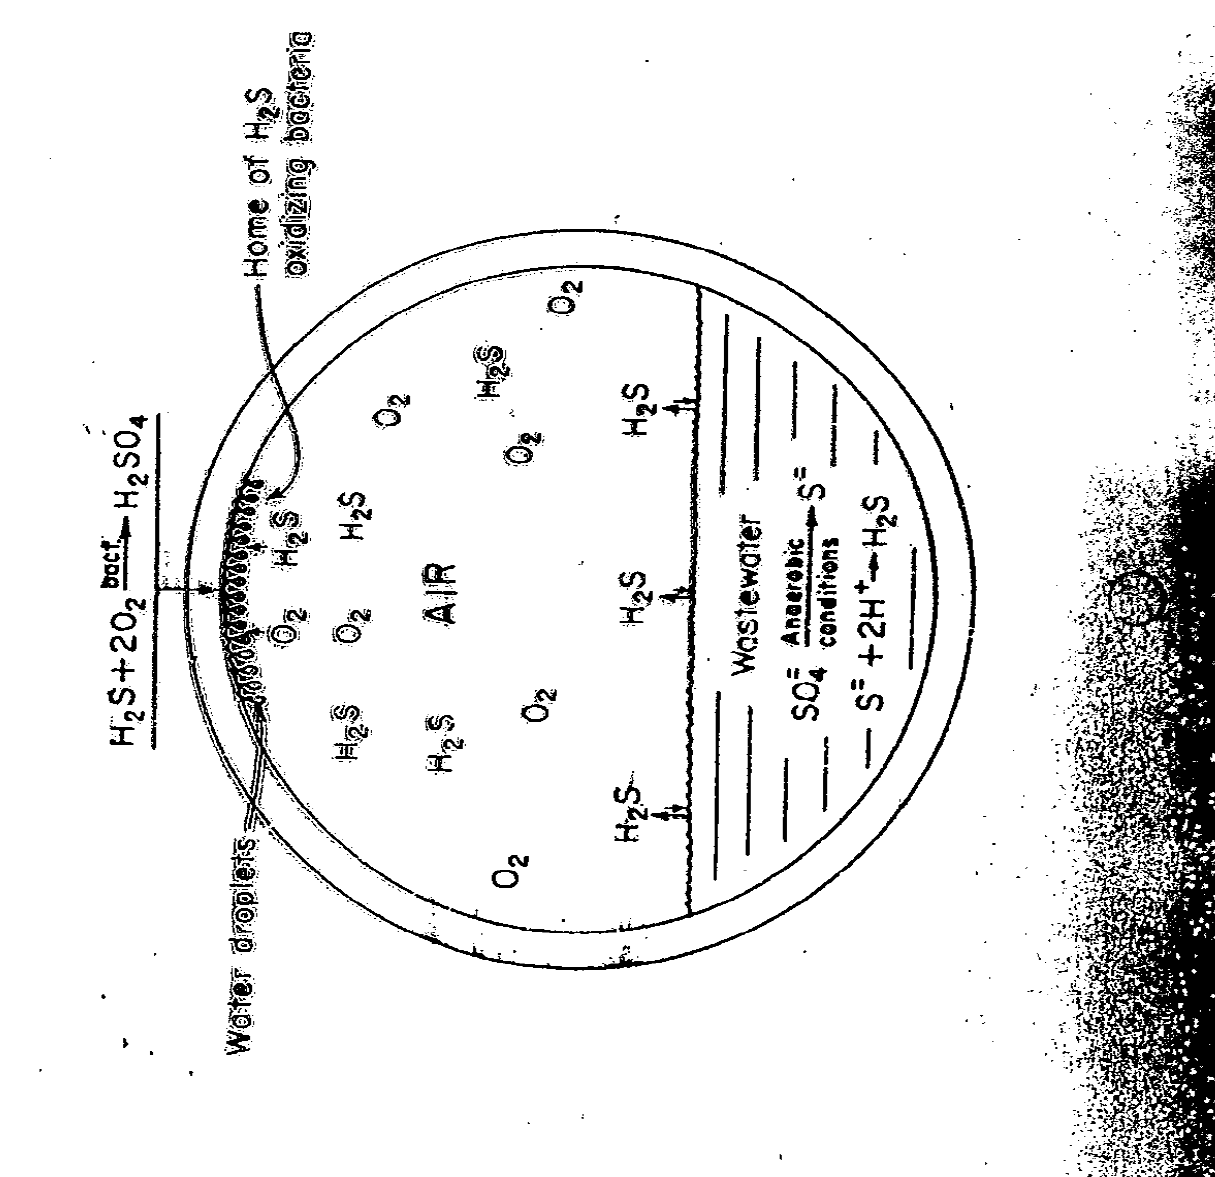 H₂S + 2O₂ bact. → H₂SO₄
Water droplets
Home of H₂S
oxidizing bacteria
O₂ H₂S
H₂S O₂ H₂S
O₂
H₂S AIR
H₂S
O₂ O₂
O₂ O₂
H₂S H₂S H₂S
Wastewater
SO₄⁼ Anaerobic conditions → S⁼
S⁼ + 2H⁺ → H₂S